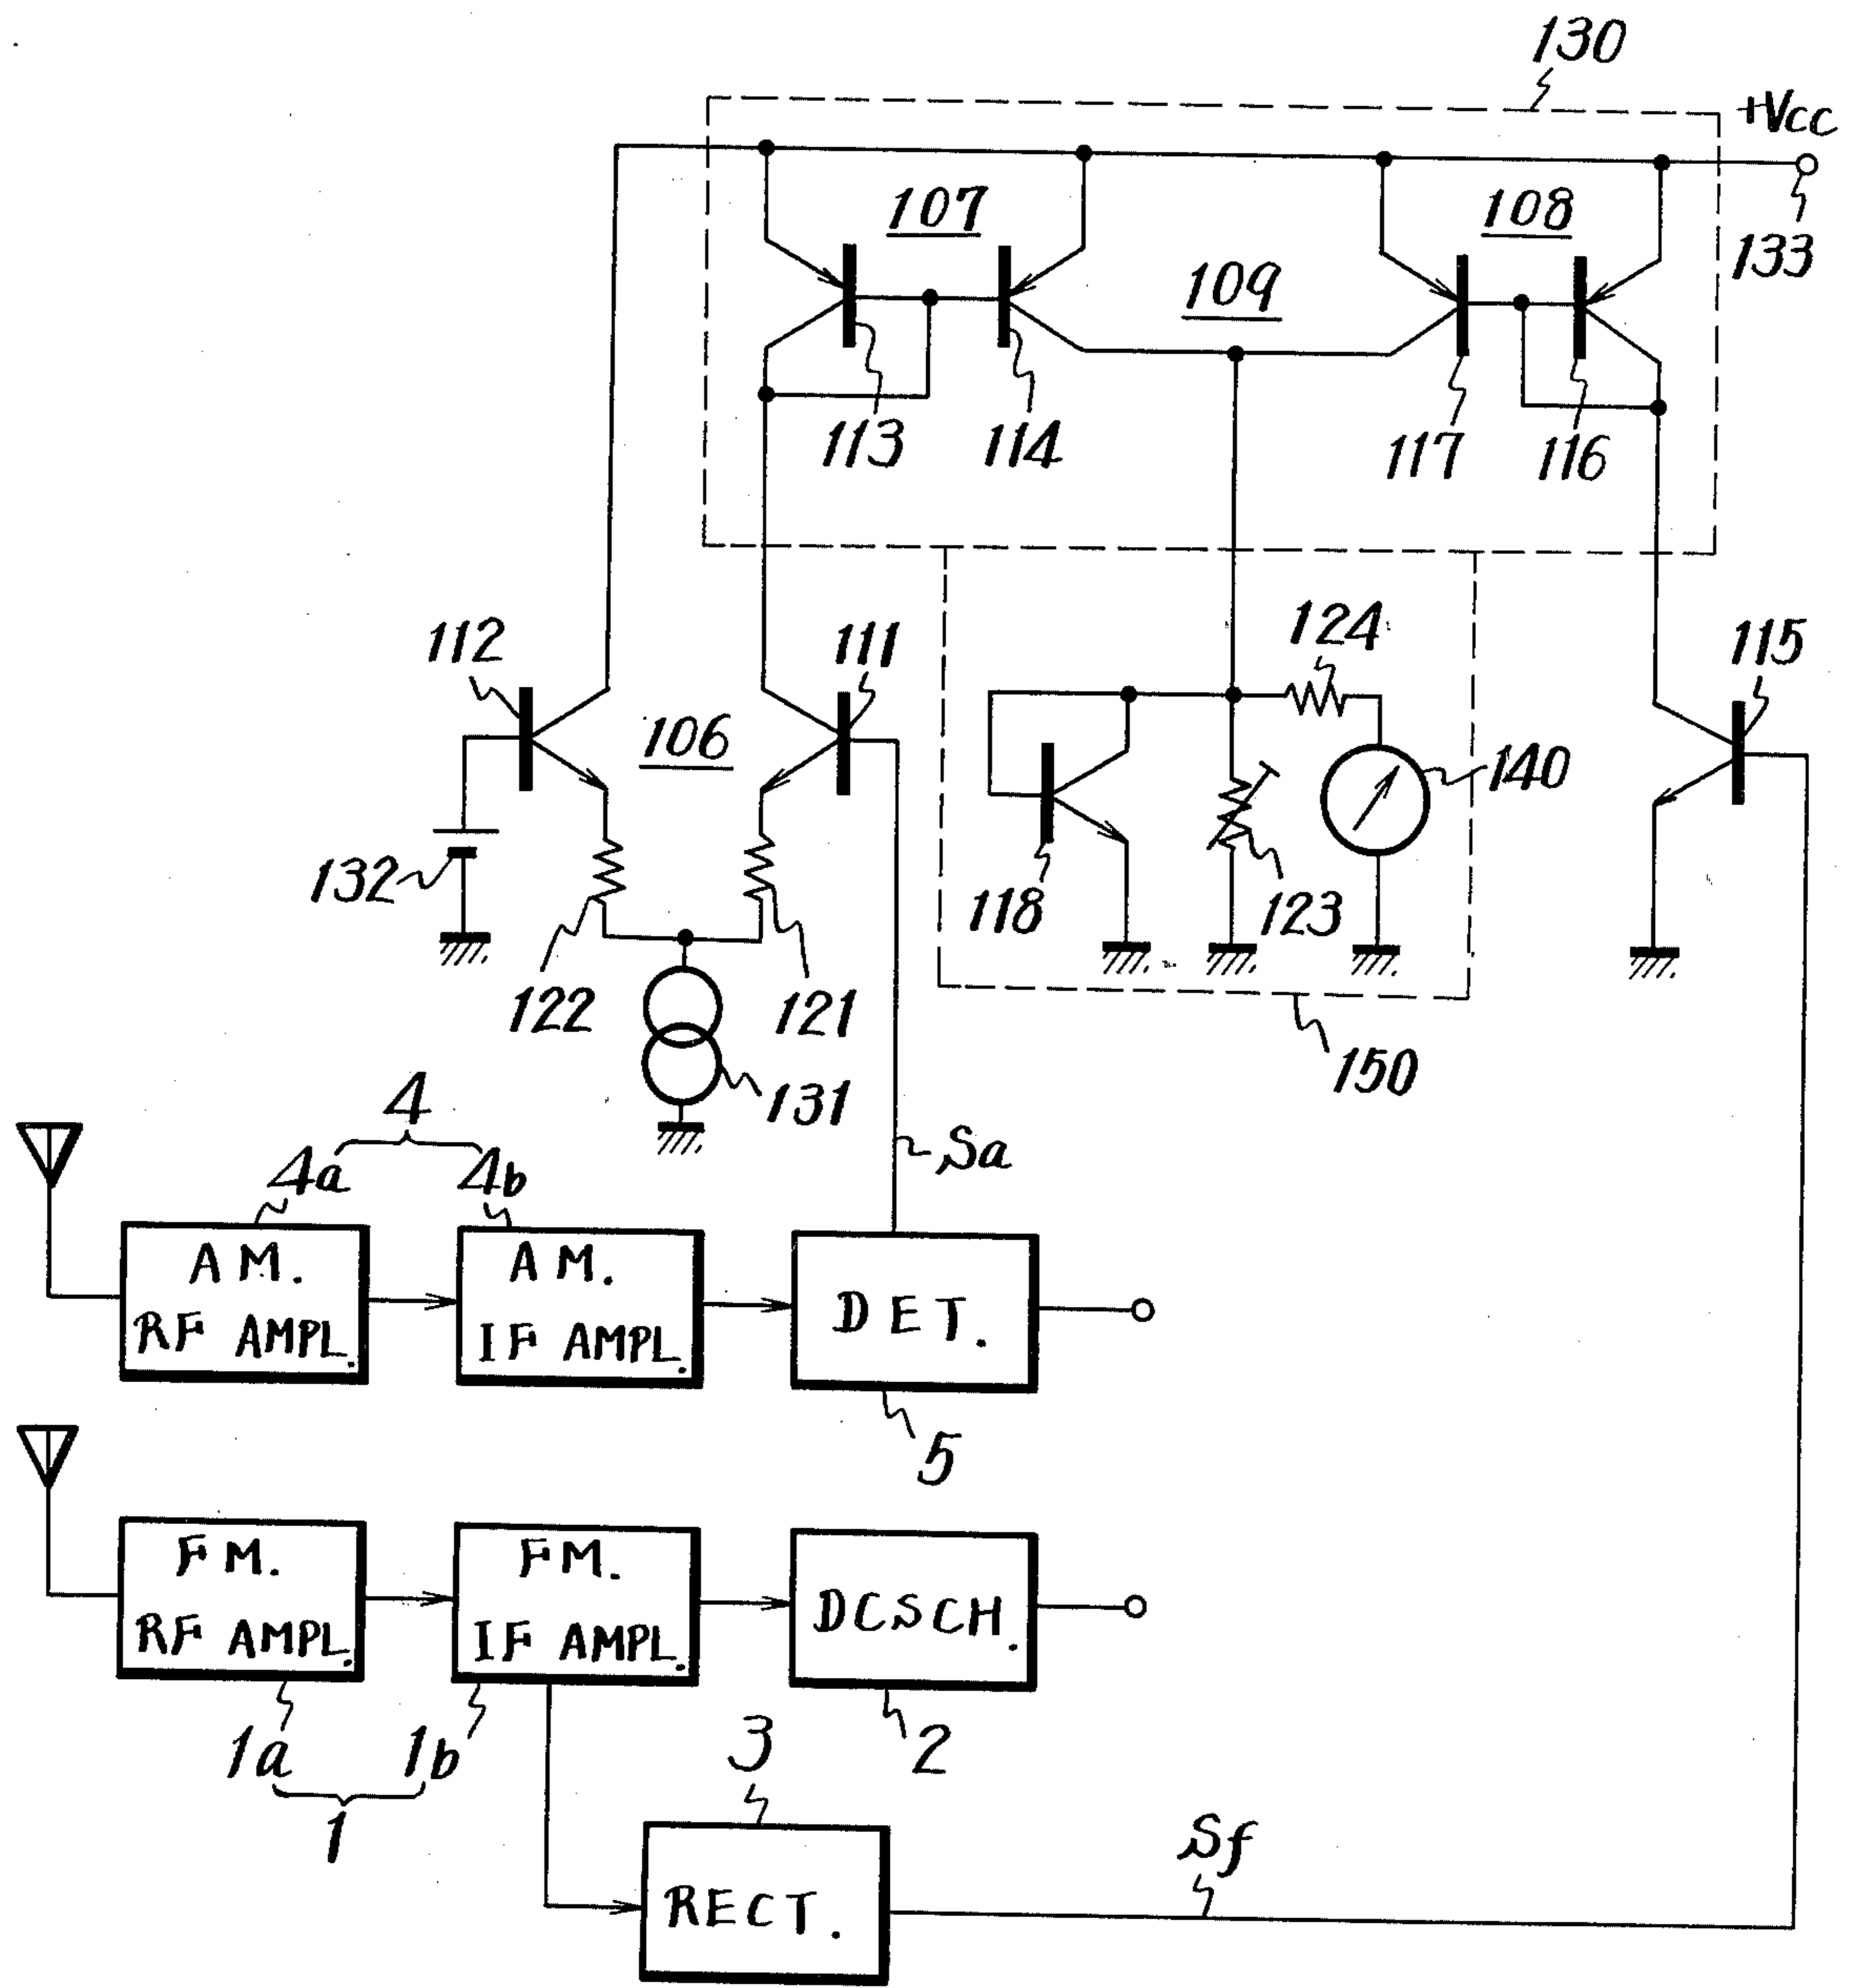 130
+Vcc
107
108
133
109
113
114
117
116
112
111
124
115
106
140
132
118
123
122
121
150
131
4
Sa
4a
4b
A M.
RF AMPL.
A M.
IF AMPL.
DET.
5
FM.
RF AMPL.
FM.
IF AMPL.
DCSCH.
1a
1b
3
2
1
Sf
RECT.